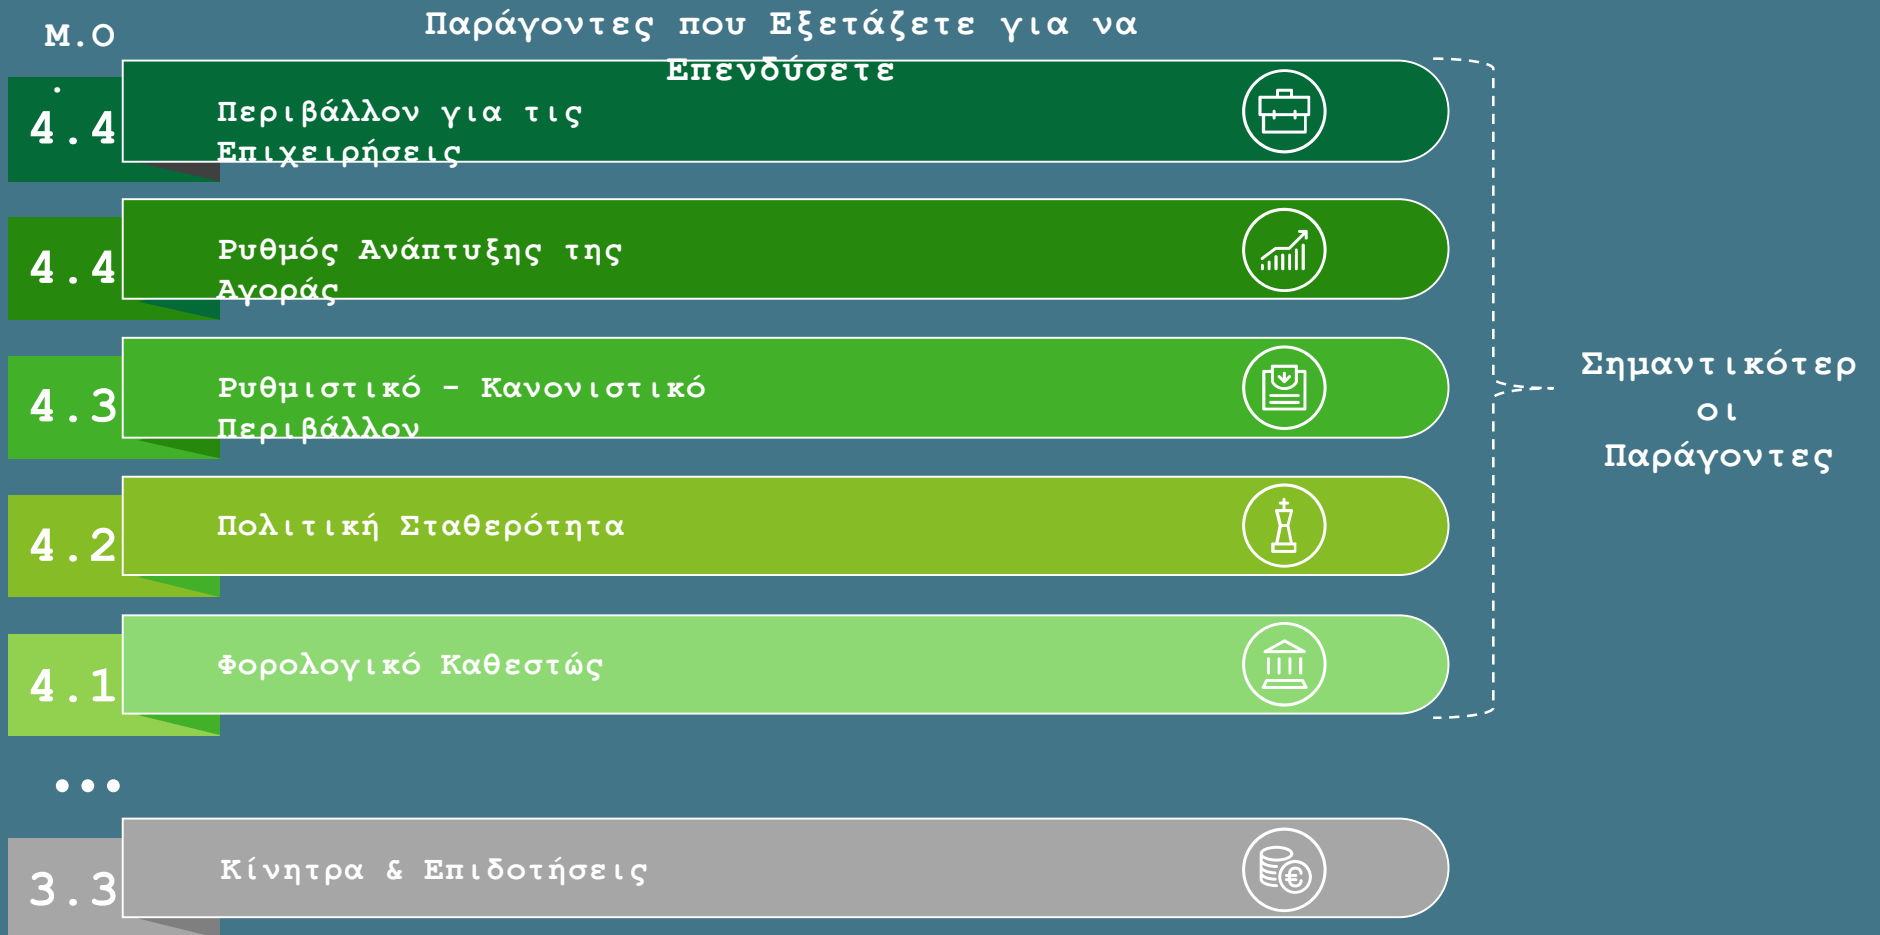 Παράγοντες που Εξετάζετε για να
Επενδύσετε
Μ.Ο
.
4.4
Περιβάλλον για τις
Επιχειρήσεις
4.4
Ρυθμός Ανάπτυξης της
Αγοράς
4.3
Ρυθμιστικό – Κανονιστικό
Περιβάλλον
4.2
Πολιτική Σταθερότητα
4.1
Φορολογικό Καθεστώς
...
3.3
Κίνητρα & Επιδοτήσεις
Σημαντικότερ
οι
Παράγοντες